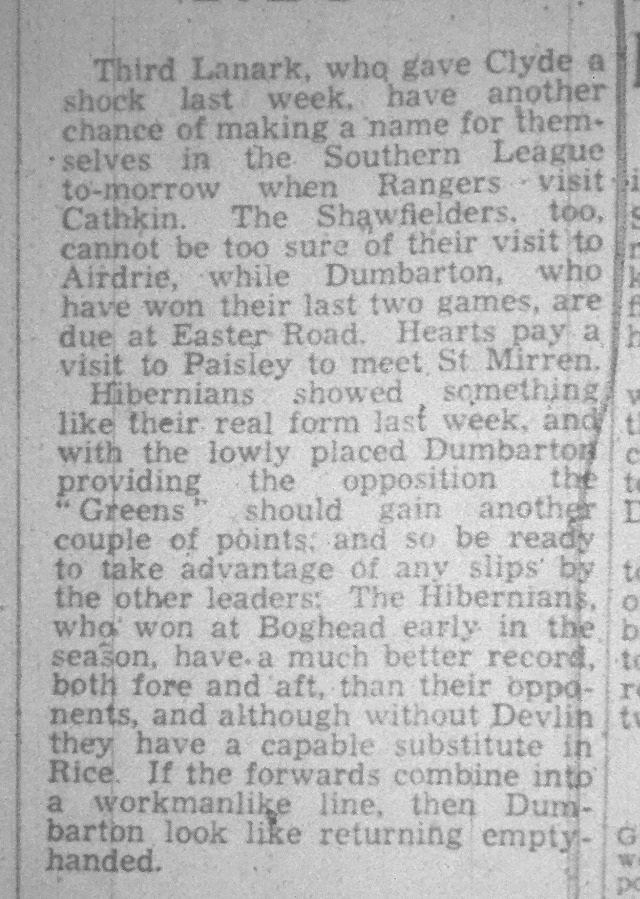 Third Lanark, who gave Clyde a
shock last week, have another
chance of making a name for them-
selves in the Southern League
to-morrow when Rangers visit
Cathkin. The Shawfielders, too,
cannot be too sure of their visit to
Airdrie, while Dumbarton, who
have won their last two games, are
due at Easter Road. Hearts pay a
visit to Paisley to meet St. Mirren.
Hibernians showed something
like their real form last week, and
with the lowly placed Dumbarton
providing the opposition the
"Greens" should gain another
couple of points; and so be ready
to take advantage of any slips by
the other leaders: The Hibernians,
who won at Boghead early in the
season, have a much better record,
both fore and aft, than their oppo-
nents, and although without Devlin
they have a capable substitute in
Rice. If the forwards combine into
a workmanlike line, then Dum-
barton look like returning empty-
handed.